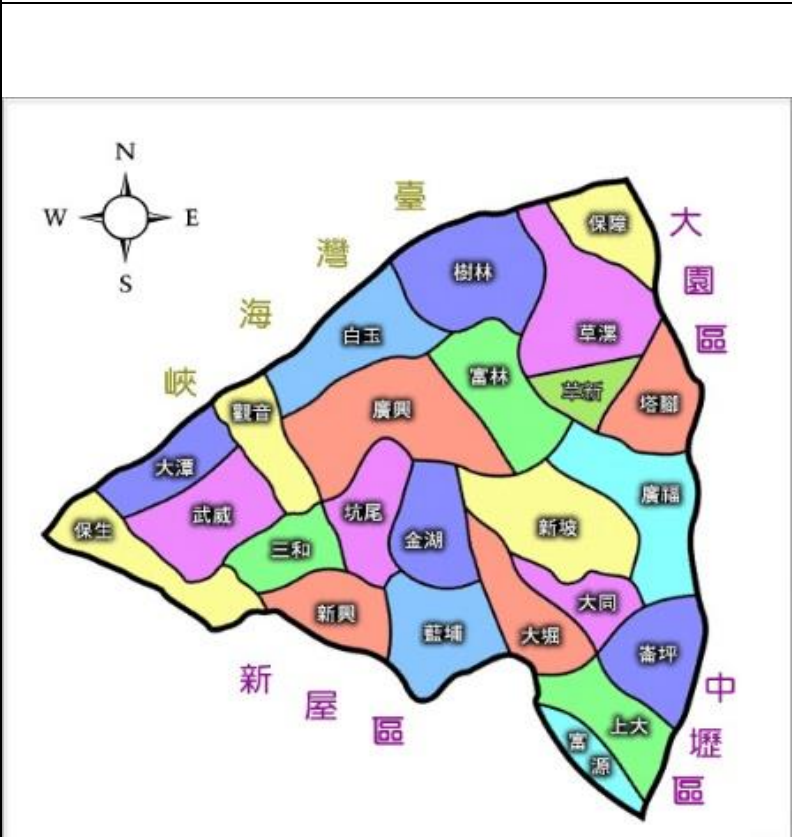 N
W E
S
臺灣海峽
大園區
保障
樹林
草漯
白玉
富林
草新
塔腳
觀音
廣興
大潭
廣福
武威
坑尾
保生
金湖
新坡
三和
新興
藍埔
大堀
大同
崙坪
新屋區
中壢區
上大
富源